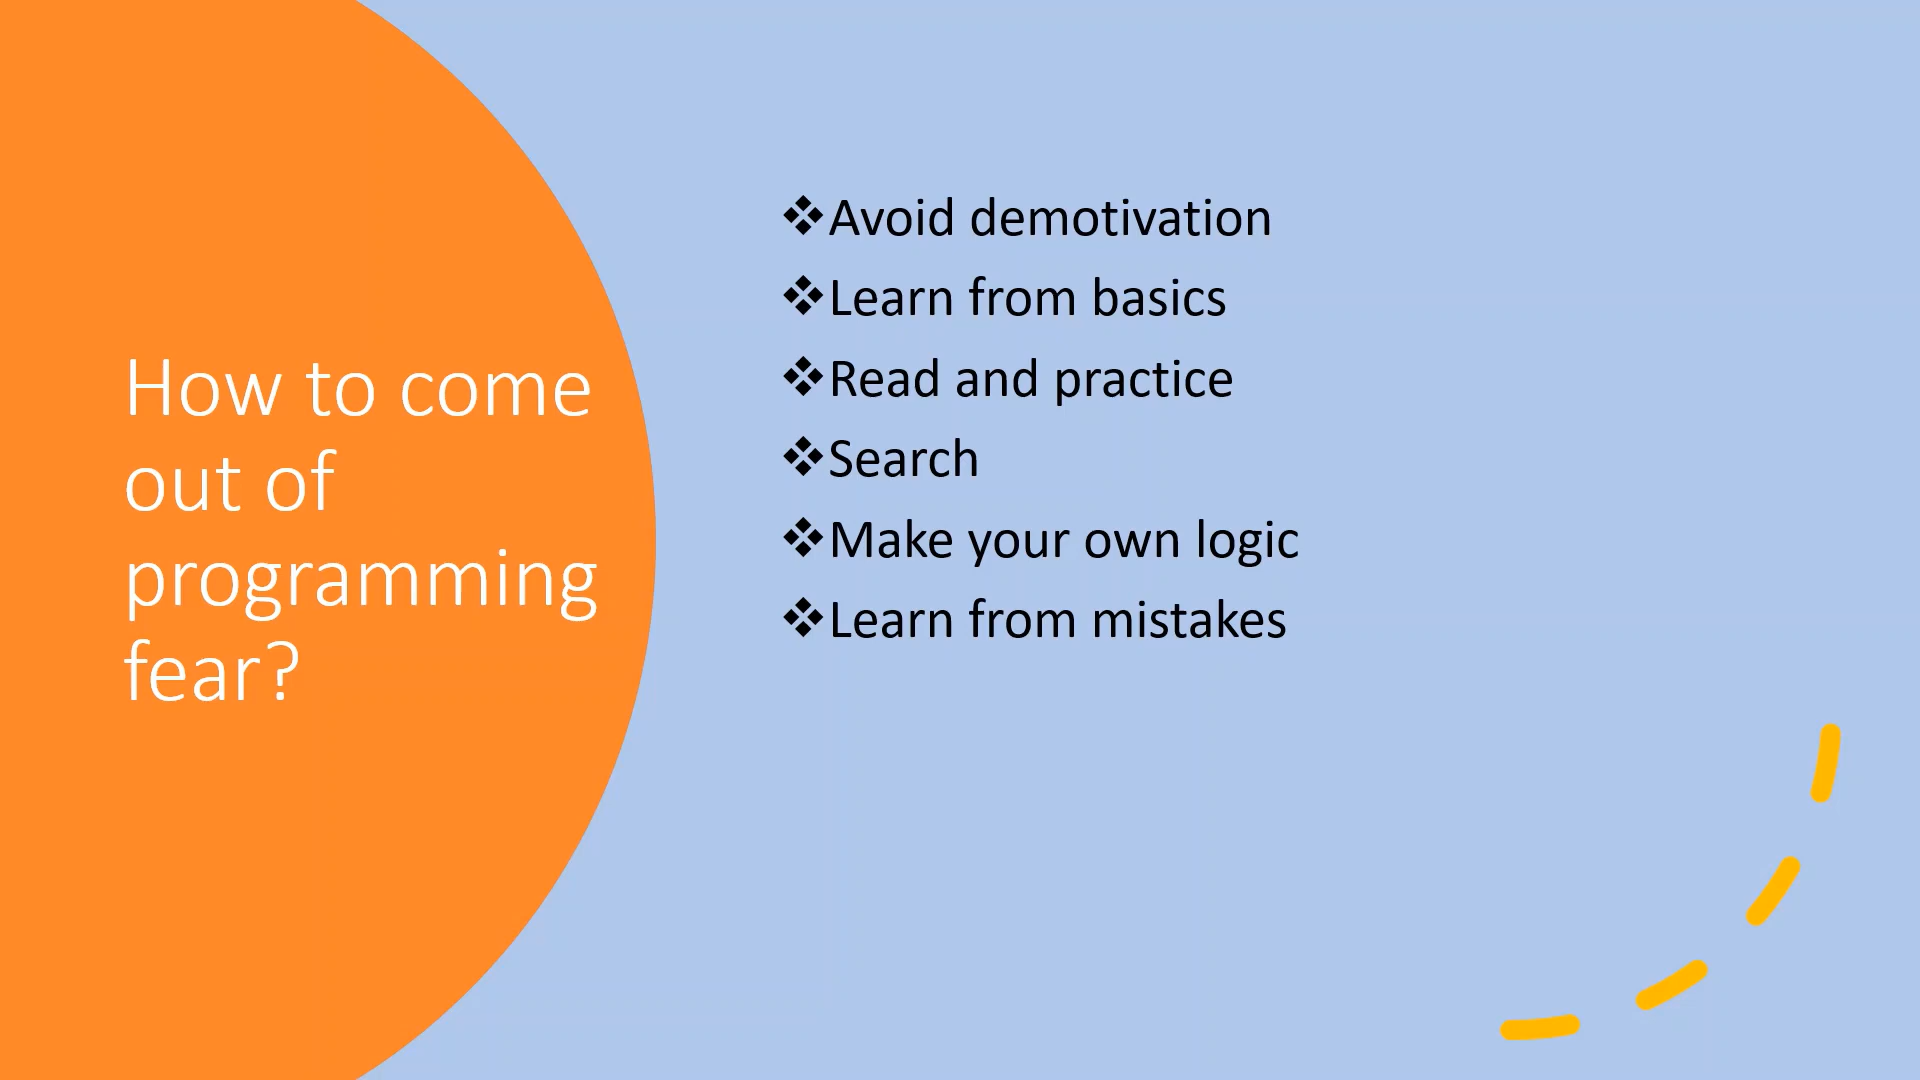 How to come
out of
programming
fear?
❖Avoid demotivation
❖Learn from basics
❖Read and practice
❖Search
❖Make your own logic
❖Learn from mistakes